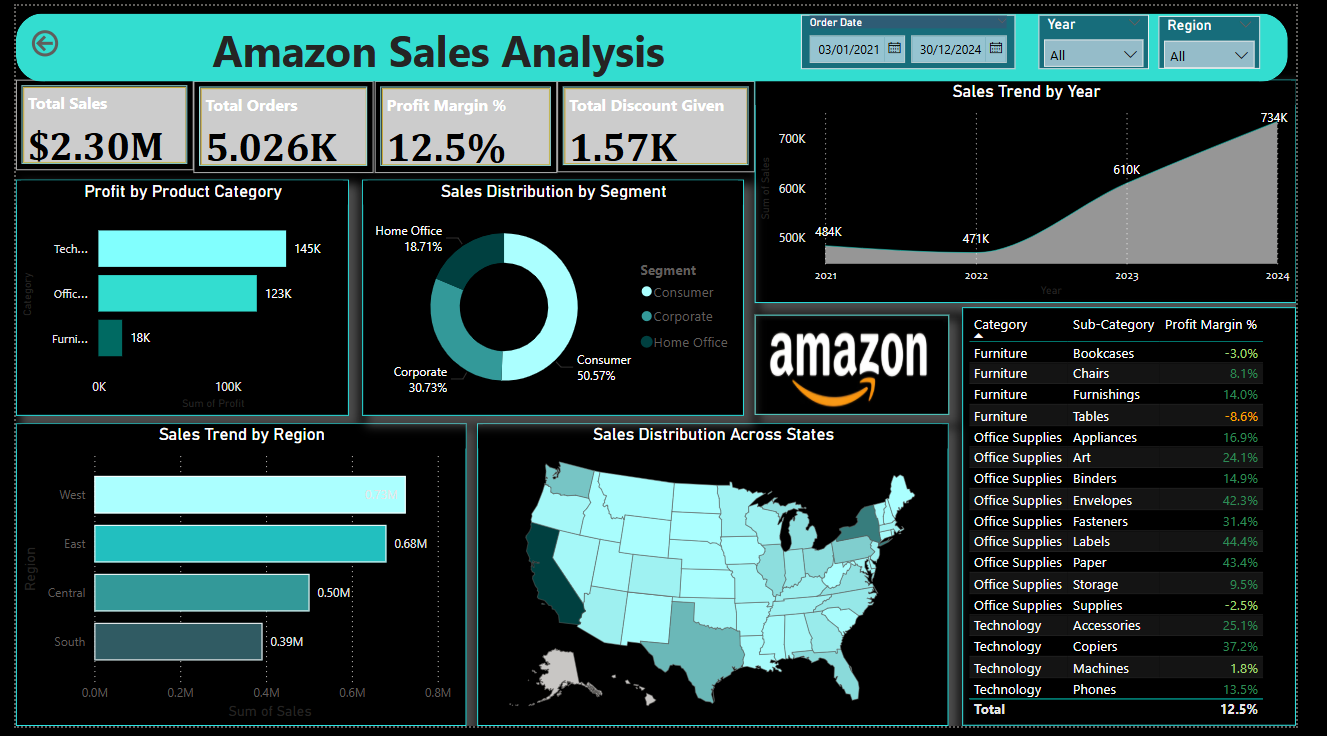 Amazon Sales Analysis
Order Date
03/01/2021 30/12/2024
Year
All
Region
All
Total Sales
$2.30M
Total Orders
5.026K
Profit Margin %
12.5%
Total Discount Given
1.57K
Sales Trend by Year
Sum of Sales
700K
600K
500K
484K
471K
610K
734K
2021 2022 2023 2024
Year
Profit by Product Category
Category
Tech... 145K
Offic... 123K
Furni... 18K
0K 100K
Sum of Profit
Sales Distribution by Segment
Home Office
18.71%
Corporate
30.73%
Consumer
50.57%
Segment
Consumer
Corporate
Home Office
amazon
Sales Trend by Region
Region
West
East 0.68M
Central 0.50M
South 0.39M
0.0M 0.2M 0.4M 0.6M 0.8M
Sum of Sales
Sales Distribution Across States
Category Sub-Category Profit Margin %
Furniture Bookcases -3.0%
Furniture Chairs 8.1%
Furniture Furnishings 14.0%
Furniture Tables -8.6%
Office Supplies Appliances 16.9%
Office Supplies Art 24.1%
Office Supplies Binders 14.9%
Office Supplies Envelopes 42.3%
Office Supplies Fasteners 31.4%
Office Supplies Labels 44.4%
Office Supplies Paper 43.4%
Office Supplies Storage 9.5%
Office Supplies Supplies -2.5%
Technology Accessories 25.1%
Technology Copiers 37.2%
Technology Machines 1.8%
Technology Phones 13.5%
Total 12.5%